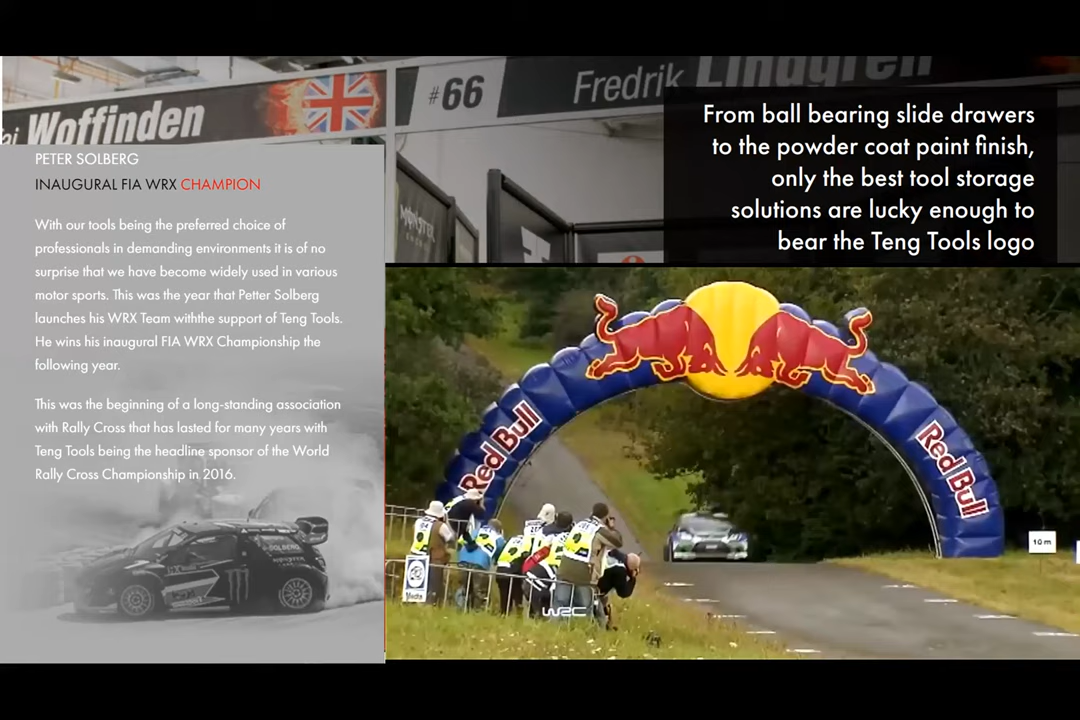 Woffinden
#66
Fredrik Lindgren
From ball bearing slide drawers
to the powder coat paint finish,
only the best tool storage
solutions are lucky enough to
bear the Teng Tools logo
PETER SOLBERG
INAUGURAL FIA WRX CHAMPION
With our tools being the preferred choice of
professionals in demanding environments it is of no
surprise that we have become widely used in various
motor sports. This was the year that Petter Solberg
launches his WRX Team withthe support of Teng Tools.
He wins his inaugural FIA WRX Championship the
following year.
This was the beginning of a long-standing association
with Rally Cross that has lasted for many years with
Teng Tools being the headline sponsor of the World
Rally Cross Championship in 2016.
MONSTER
Red Bull
Red Bull
10 m
Media
WRC
P.SOLBERG